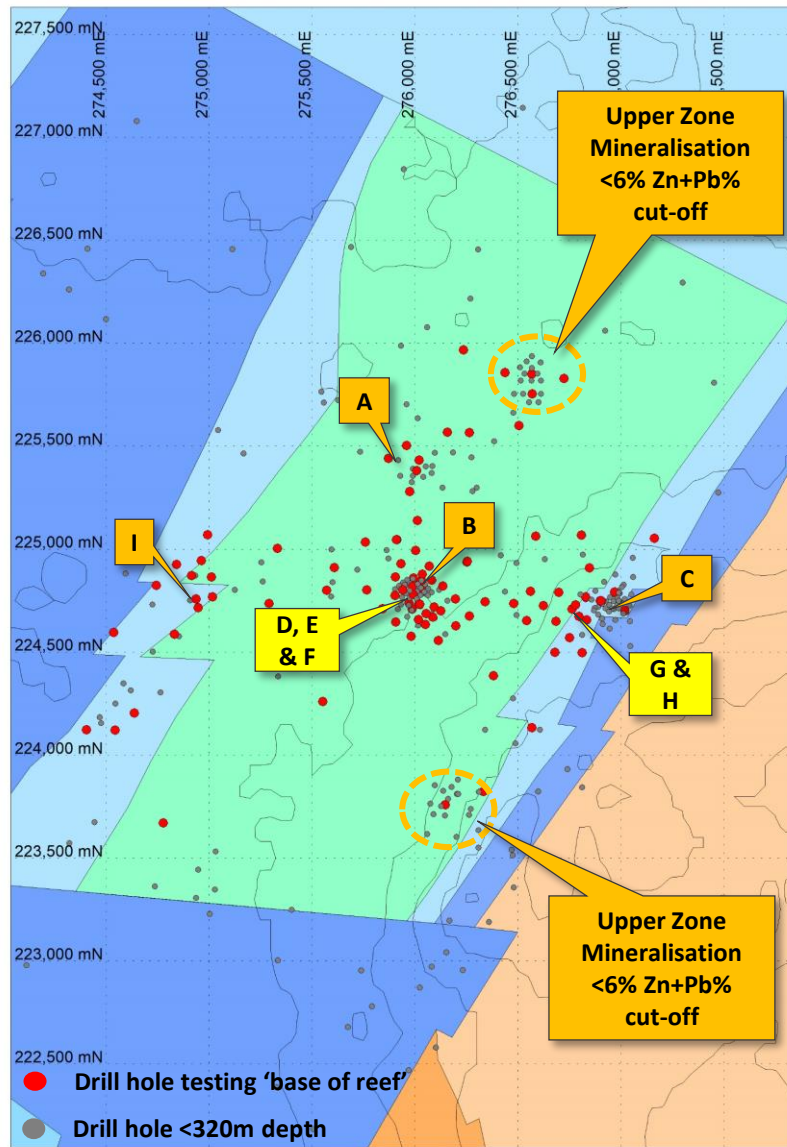 227,500 mN
274,500 mE
275,000 mE
275,500 mE
276,000 mE
276,500 mE
,000 mE
,500 mE
227,000 mN
Upper Zone
Mineralisation
<6% Zn+Pb%
cut-off
226,500 mN
226,000 mN
A
225,500 mN
I
B
225,000 mN
C
D, E
& F
224,500 mN
G &
H
224,000 mN
223,500 mN
Upper Zone
Mineralisation
<6% Zn+Pb%
cut-off
223,000 mN
222,500 mN
Drill hole testing ‘base of reef’
Drill hole <320m depth